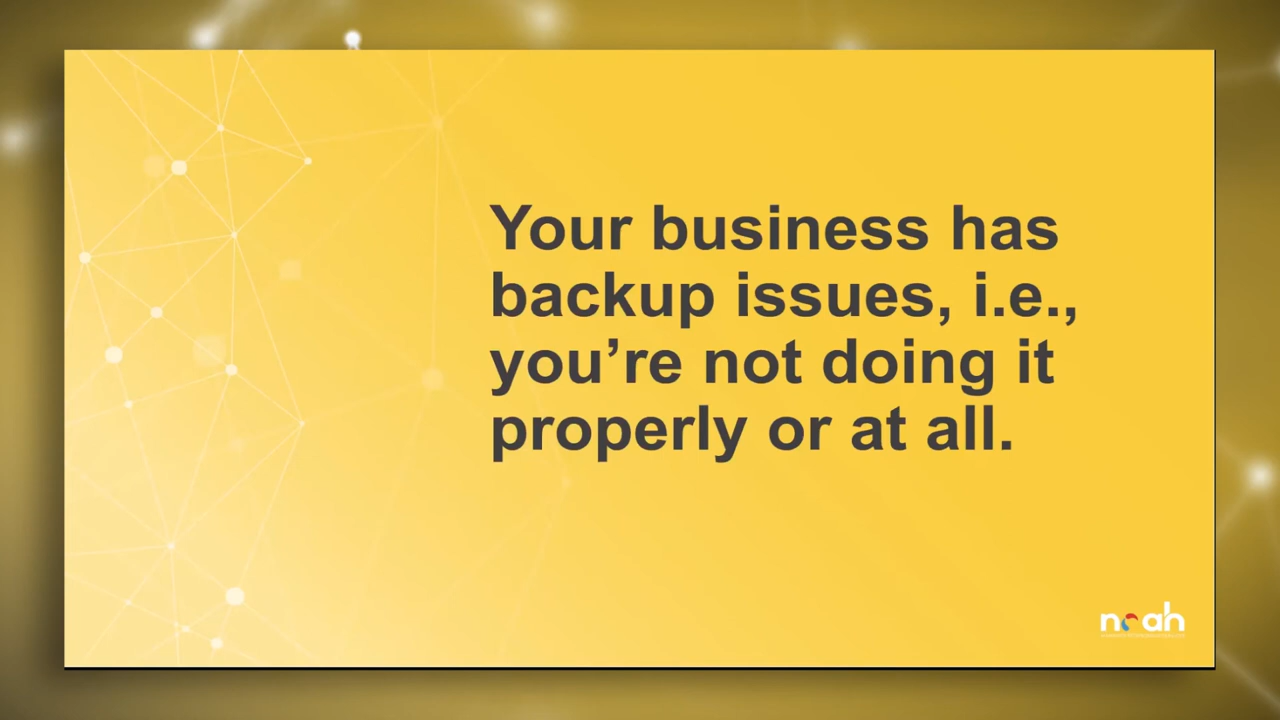 Your business has
backup issues, i.e.,
you’re not doing it
properly or at all.
noah